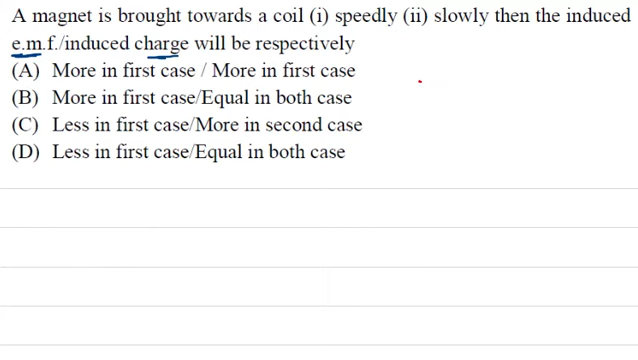 A magnet is brought towards a coil (i) speedly (ii) slowly then the induced
e.m.f./induced charge will be respectively
(A) More in first case / More in first case
(B) More in first case/Equal in both case
(C) Less in first case/More in second case
(D) Less in first case/Equal in both case